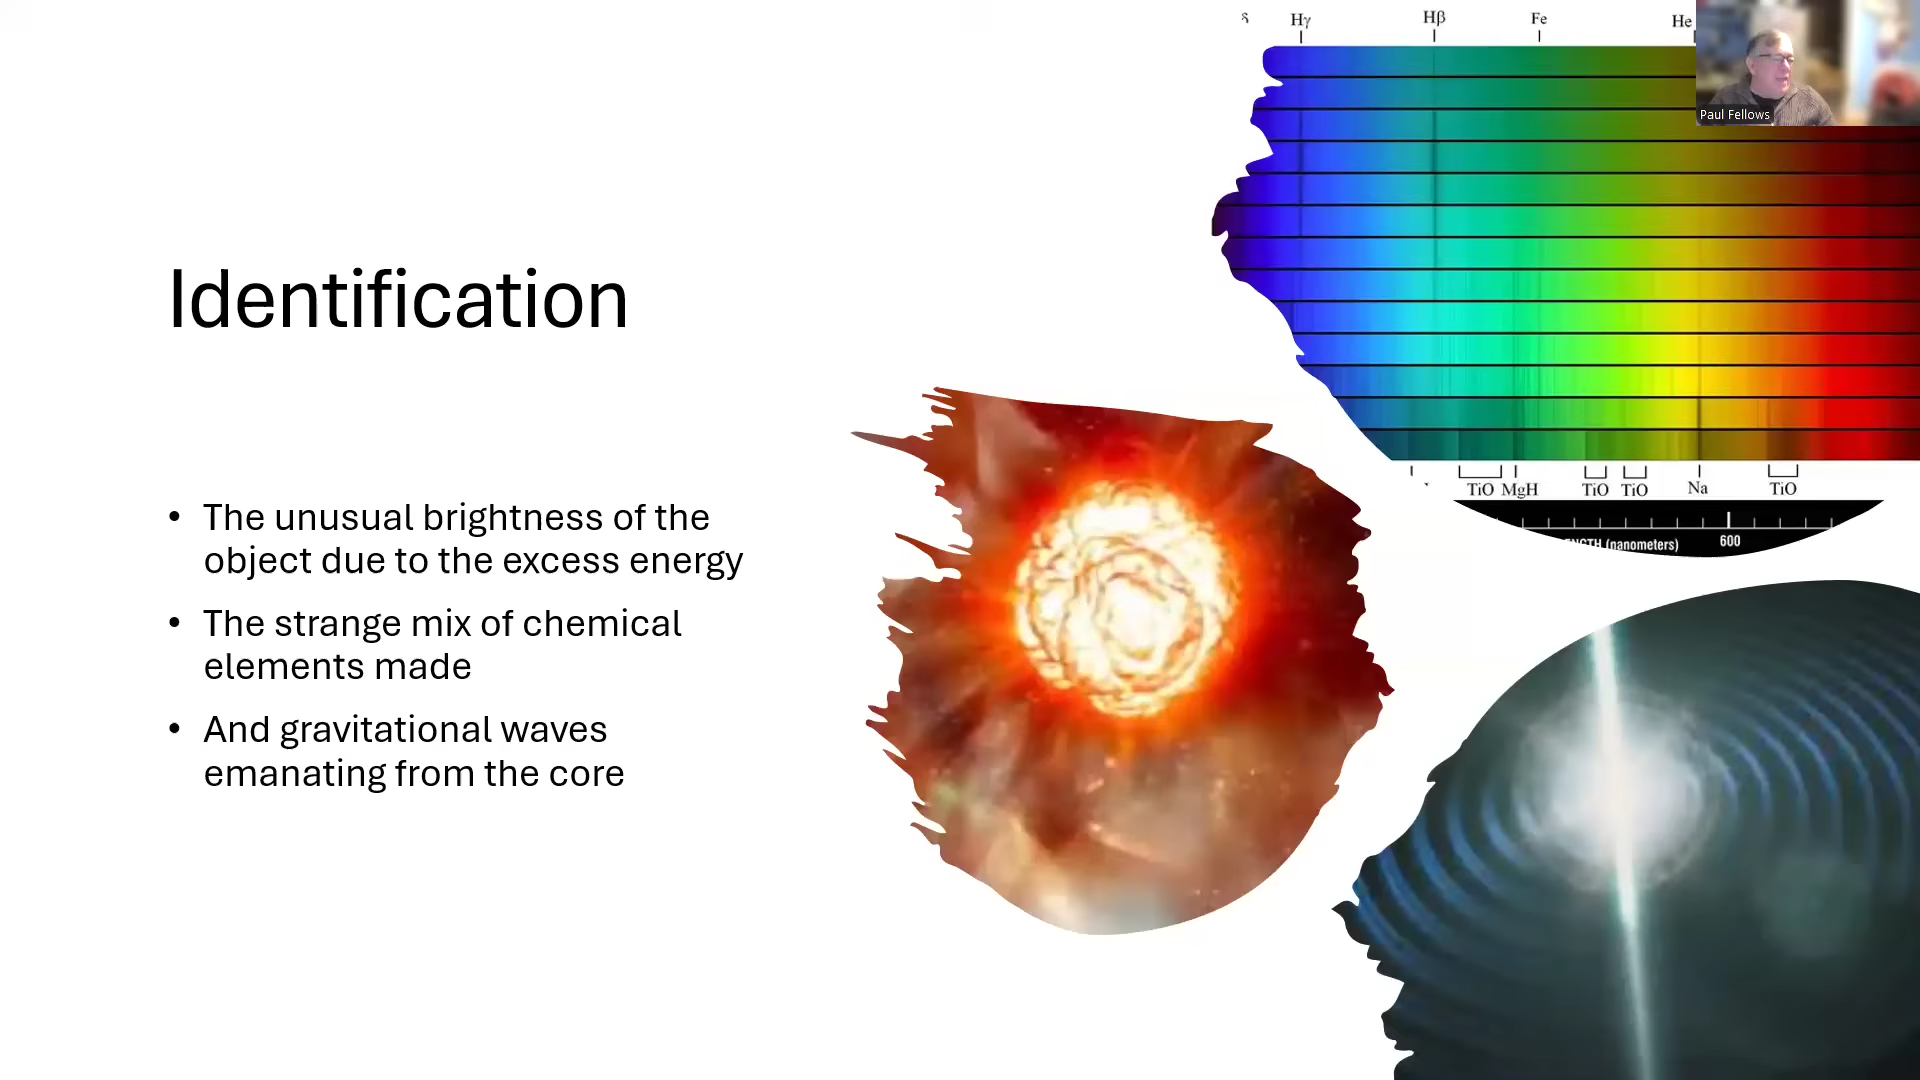 Hγ Hβ Fe He
Paul Fellows
Identification
• The unusual brightness of the
object due to the excess energy
• The strange mix of chemical
elements made
• And gravitational waves
emanating from the core
TiO MgH TiO TiO Na TiO
(nanometers) 600